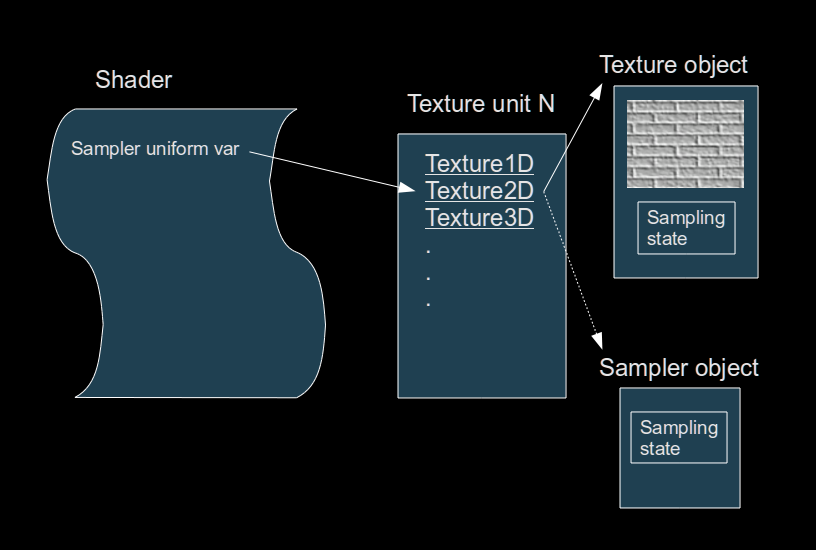 Shader
Sampler uniform var
Texture unit N
Texture1D
Texture2D
Texture3D
.
.
.
Texture object
Sampling
state
Sampler object
Sampling
state